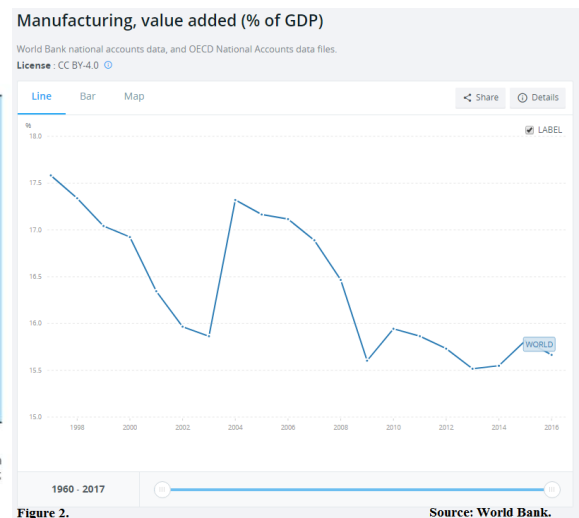 Manufacturing, value added (% of GDP)
World Bank national accounts data, and OECD National Accounts data files.
License : CC BY-4.0
Line Bar Map Share Details
%
LABEL
18.0
17.5
17.0
16.5
16.0
WORLD
15.5
15.0
1998 2000 2002 2004 2006 2008 2010 2012 2014 2016
1960 - 2017
Figure 2. Source: World Bank.